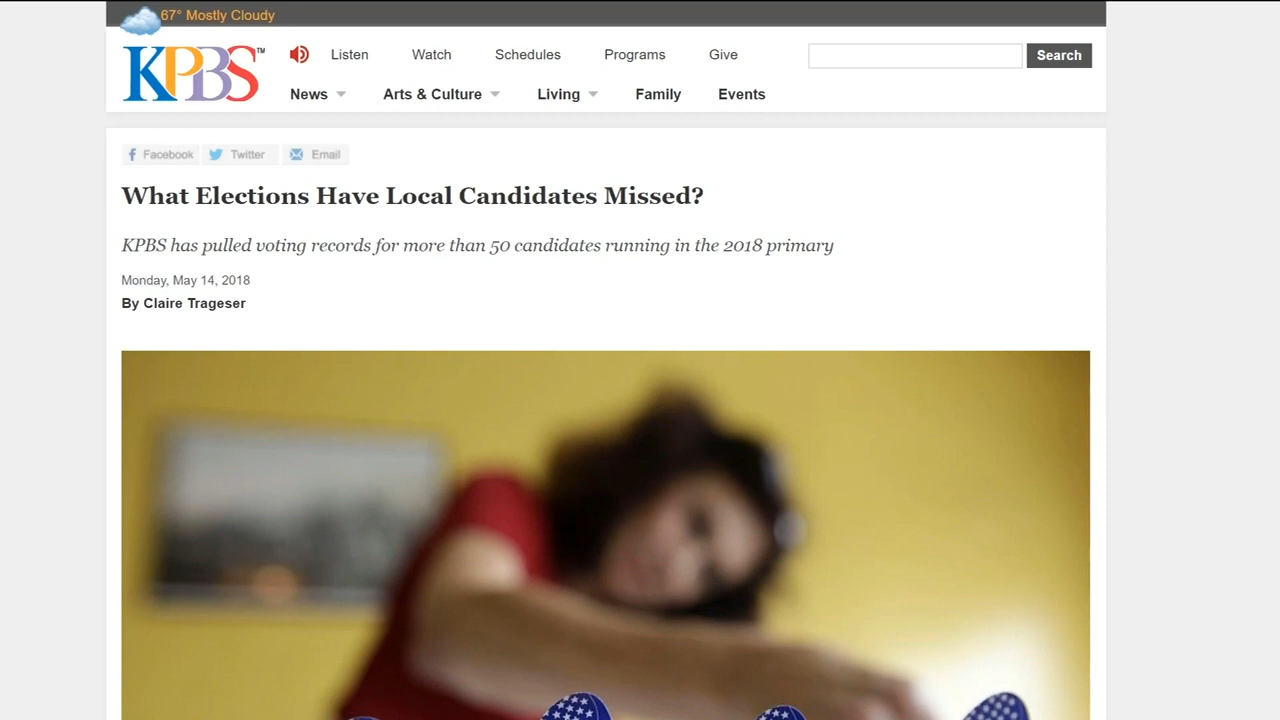 67° Mostly Cloudy
KPBS™
Listen Watch Schedules Programs Give
Search
News Arts & Culture Living Family Events
Facebook Twitter Email
What Elections Have Local Candidates Missed?
KPBS has pulled voting records for more than 50 candidates running in the 2018 primary
Monday, May 14, 2018
By Claire Trageser